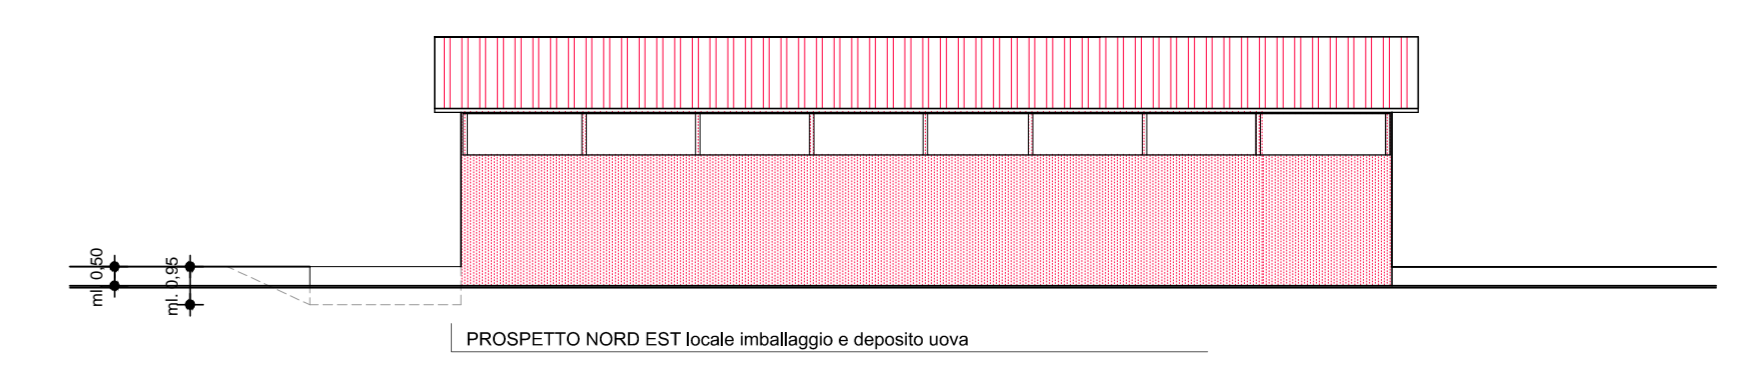 ml. 0,50
ml. 0,95
PROSPETTO NORD EST locale imballaggio e deposito uova